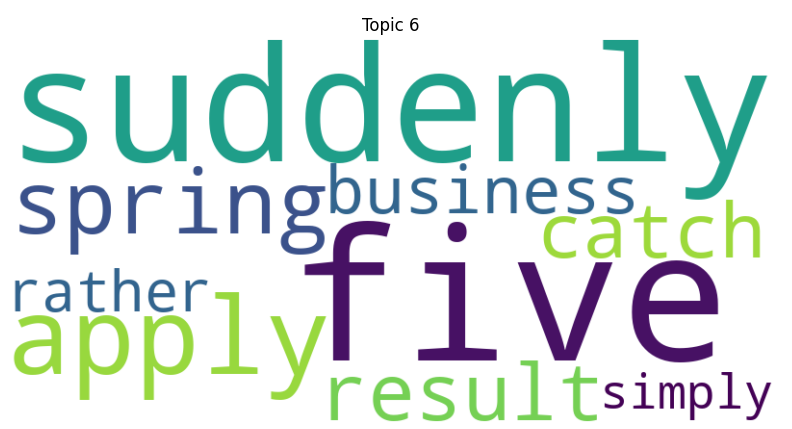 Topic 6
suddenly
spring business
catch
rather five
apply
result simply